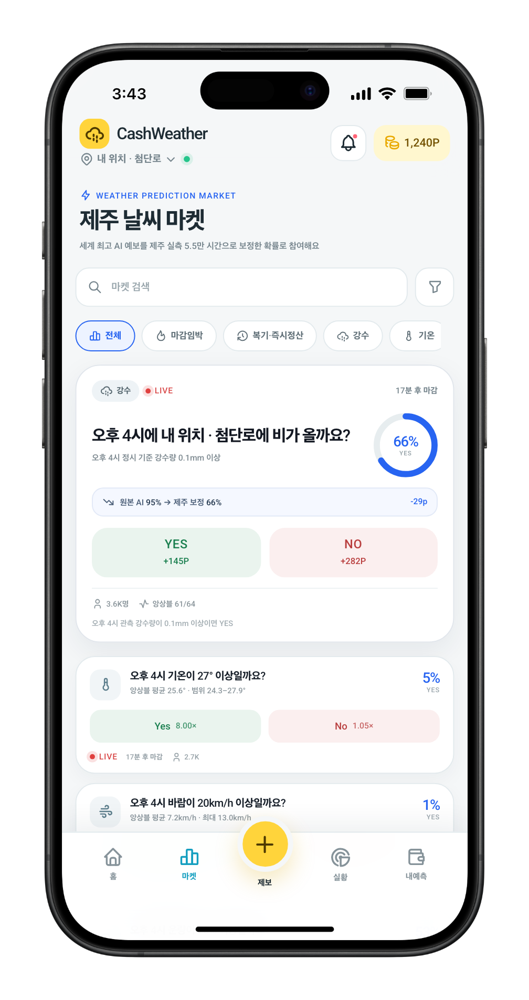 3:43
CashWeather
1,240P
내 위치 · 첨단로
WEATHER PREDICTION MARKET
제주 날씨 마켓
세계 최고 AI 예보를 제주 실측 5.5만 시간으로 보정한 확률로 참여해요
마켓 검색
전체 마감임박 복기·즉시정산 강수 기온
강수 LIVE 17분 후 마감
오후 4시에 내 위치 · 첨단로에 비가 올까요?
오후 4시 정시 기준 강수량 0.1mm 이상
66%
YES
원본 AI 95% → 제주 보정 66% -29p
YES
+145P
NO
+282P
3.6K명 앙상블 61/64
오후 4시 관측 강수량이 0.1mm 이상이면 YES
오후 4시 기온이 27° 이상일까요?
앙상블 평균 25.6° · 범위 24.3–27.9°
5%
YES
Yes 8.00×
No 1.05×
LIVE 17분 후 마감 2.7K
오후 4시 바람이 20km/h 이상일까요?
앙상블 평균 7.2km/h · 최대 13.0km/h
1%
YES
홈 마켓 제보 실황 내예측